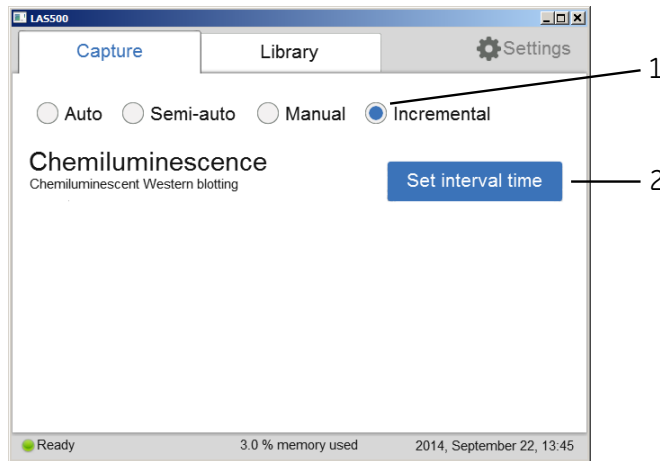 LAS500
Capture Library Settings
1
Auto Semi-auto Manual Incremental
Chemiluminescence
Chemiluminescent Western blotting
Set interval time
2
Ready 3.0 % memory used 2014, September 22, 13:45